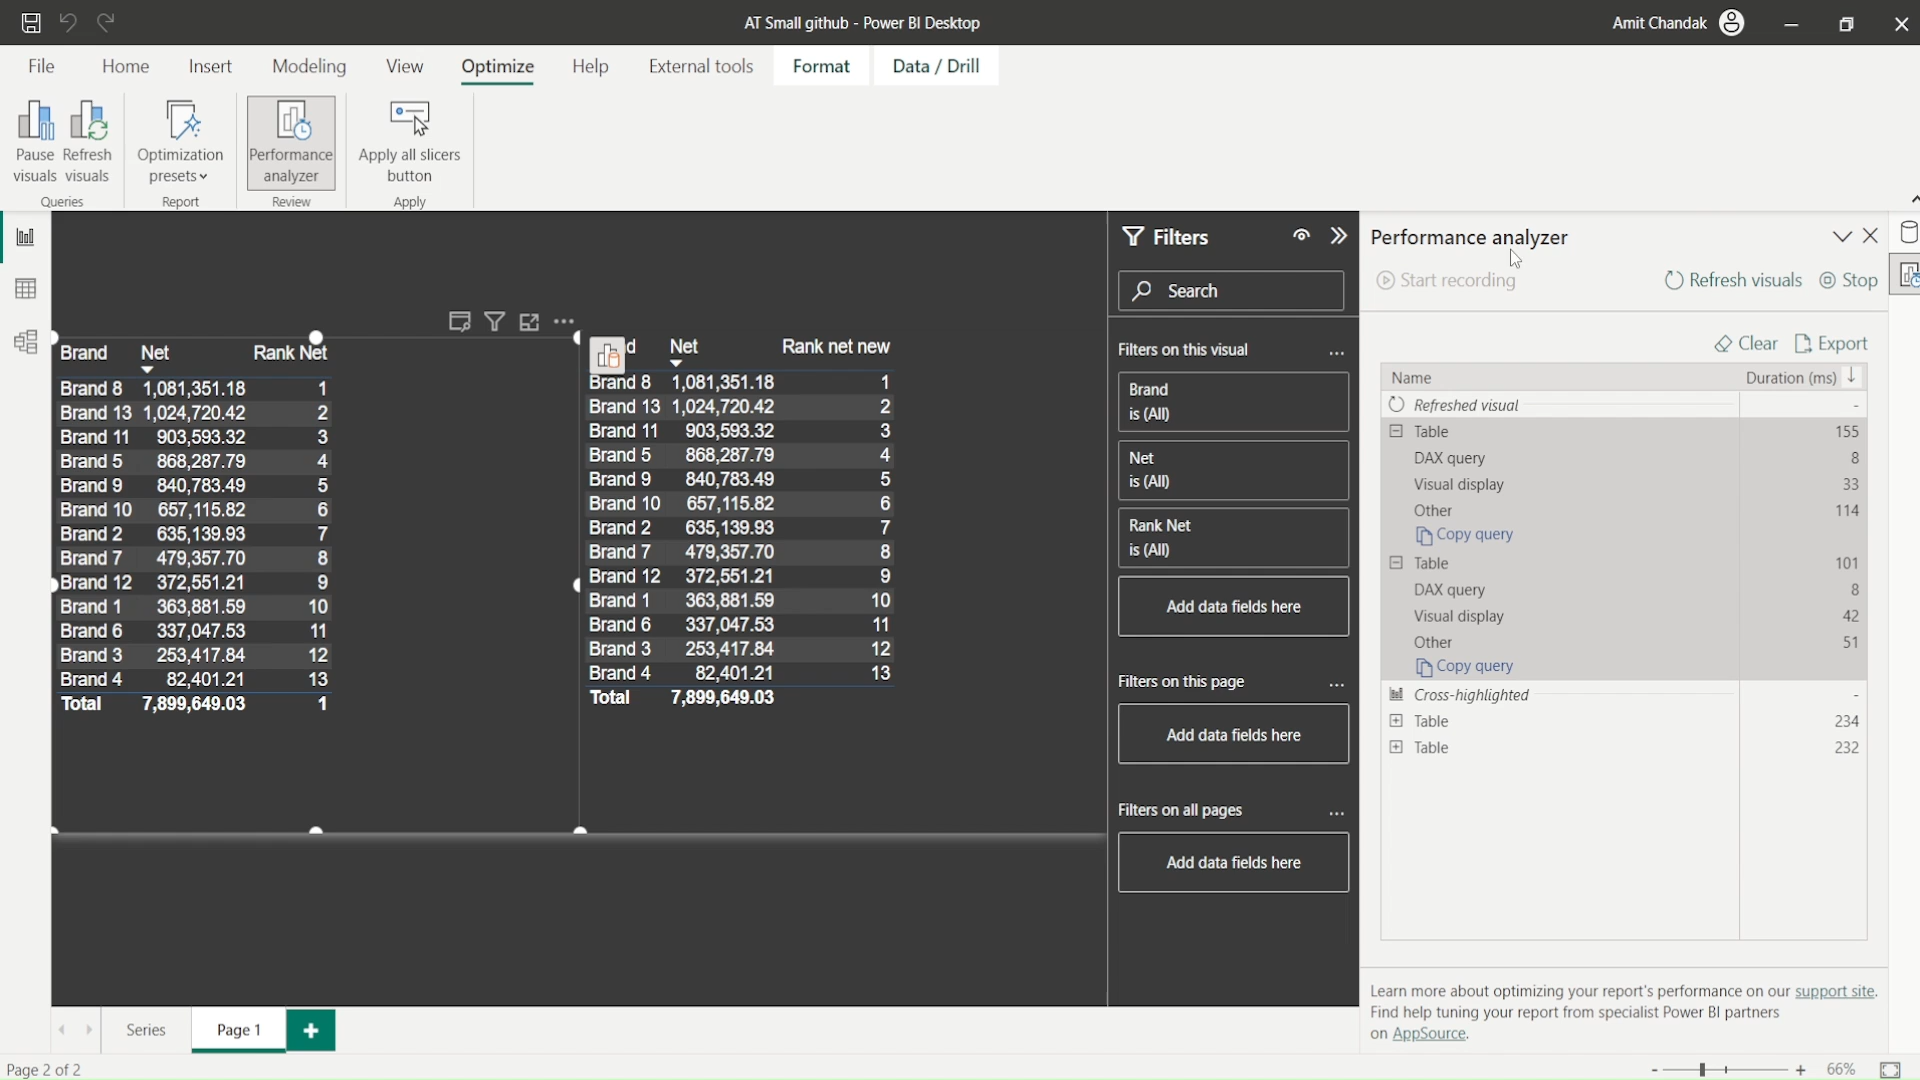 AT Small github - Power BI Desktop
Amit Chandak
File Home Insert Modeling View Optimize Help External tools Format Data / Drill
Pause visuals
Refresh visuals
Queries
Optimization presets
Report
Performance analyzer
Review
Apply all slicers button
Apply
Brand Net Rank Net
Brand 8 1,081,351.18 1
Brand 13 1,024,720.42 2
Brand 11 903,593.32 3
Brand 5 868,287.79 4
Brand 9 840,783.49 5
Brand 10 657,115.82 6
Brand 2 635,139.93 7
Brand 7 479,357.70 8
Brand 12 372,551.21 9
Brand 1 363,881.59 10
Brand 6 337,047.53 11
Brand 3 253,417.84 12
Brand 4 82,401.21 13
Total 7,899,649.03 1
d Net Rank net new
Brand 8 1,081,351.18 1
Brand 13 1,024,720.42 2
Brand 11 903,593.32 3
Brand 5 868,287.79 4
Brand 9 840,783.49 5
Brand 10 657,115.82 6
Brand 2 635,139.93 7
Brand 7 479,357.70 8
Brand 12 372,551.21 9
Brand 1 363,881.59 10
Brand 6 337,047.53 11
Brand 3 253,417.84 12
Brand 4 82,401.21 13
Total 7,899,649.03
Filters
Search
Filters on this visual ...
Brand
is (All)
Net
is (All)
Rank Net
is (All)
Add data fields here
Filters on this page ...
Add data fields here
Filters on all pages ...
Add data fields here
Performance analyzer
Start recording Refresh visuals Stop
Clear Export
Name Duration (ms)
Refreshed visual -
Table 155
DAX query 8
Visual display 33
Other 114
Copy query
Table 101
DAX query 8
Visual display 42
Other 51
Copy query
Cross-highlighted -
Table 234
Table 232
Learn more about optimizing your report's performance on our support site.
Find help tuning your report from specialist Power BI partners
on AppSource.
Series Page 1 +
Page 2 of 2
- + 66%